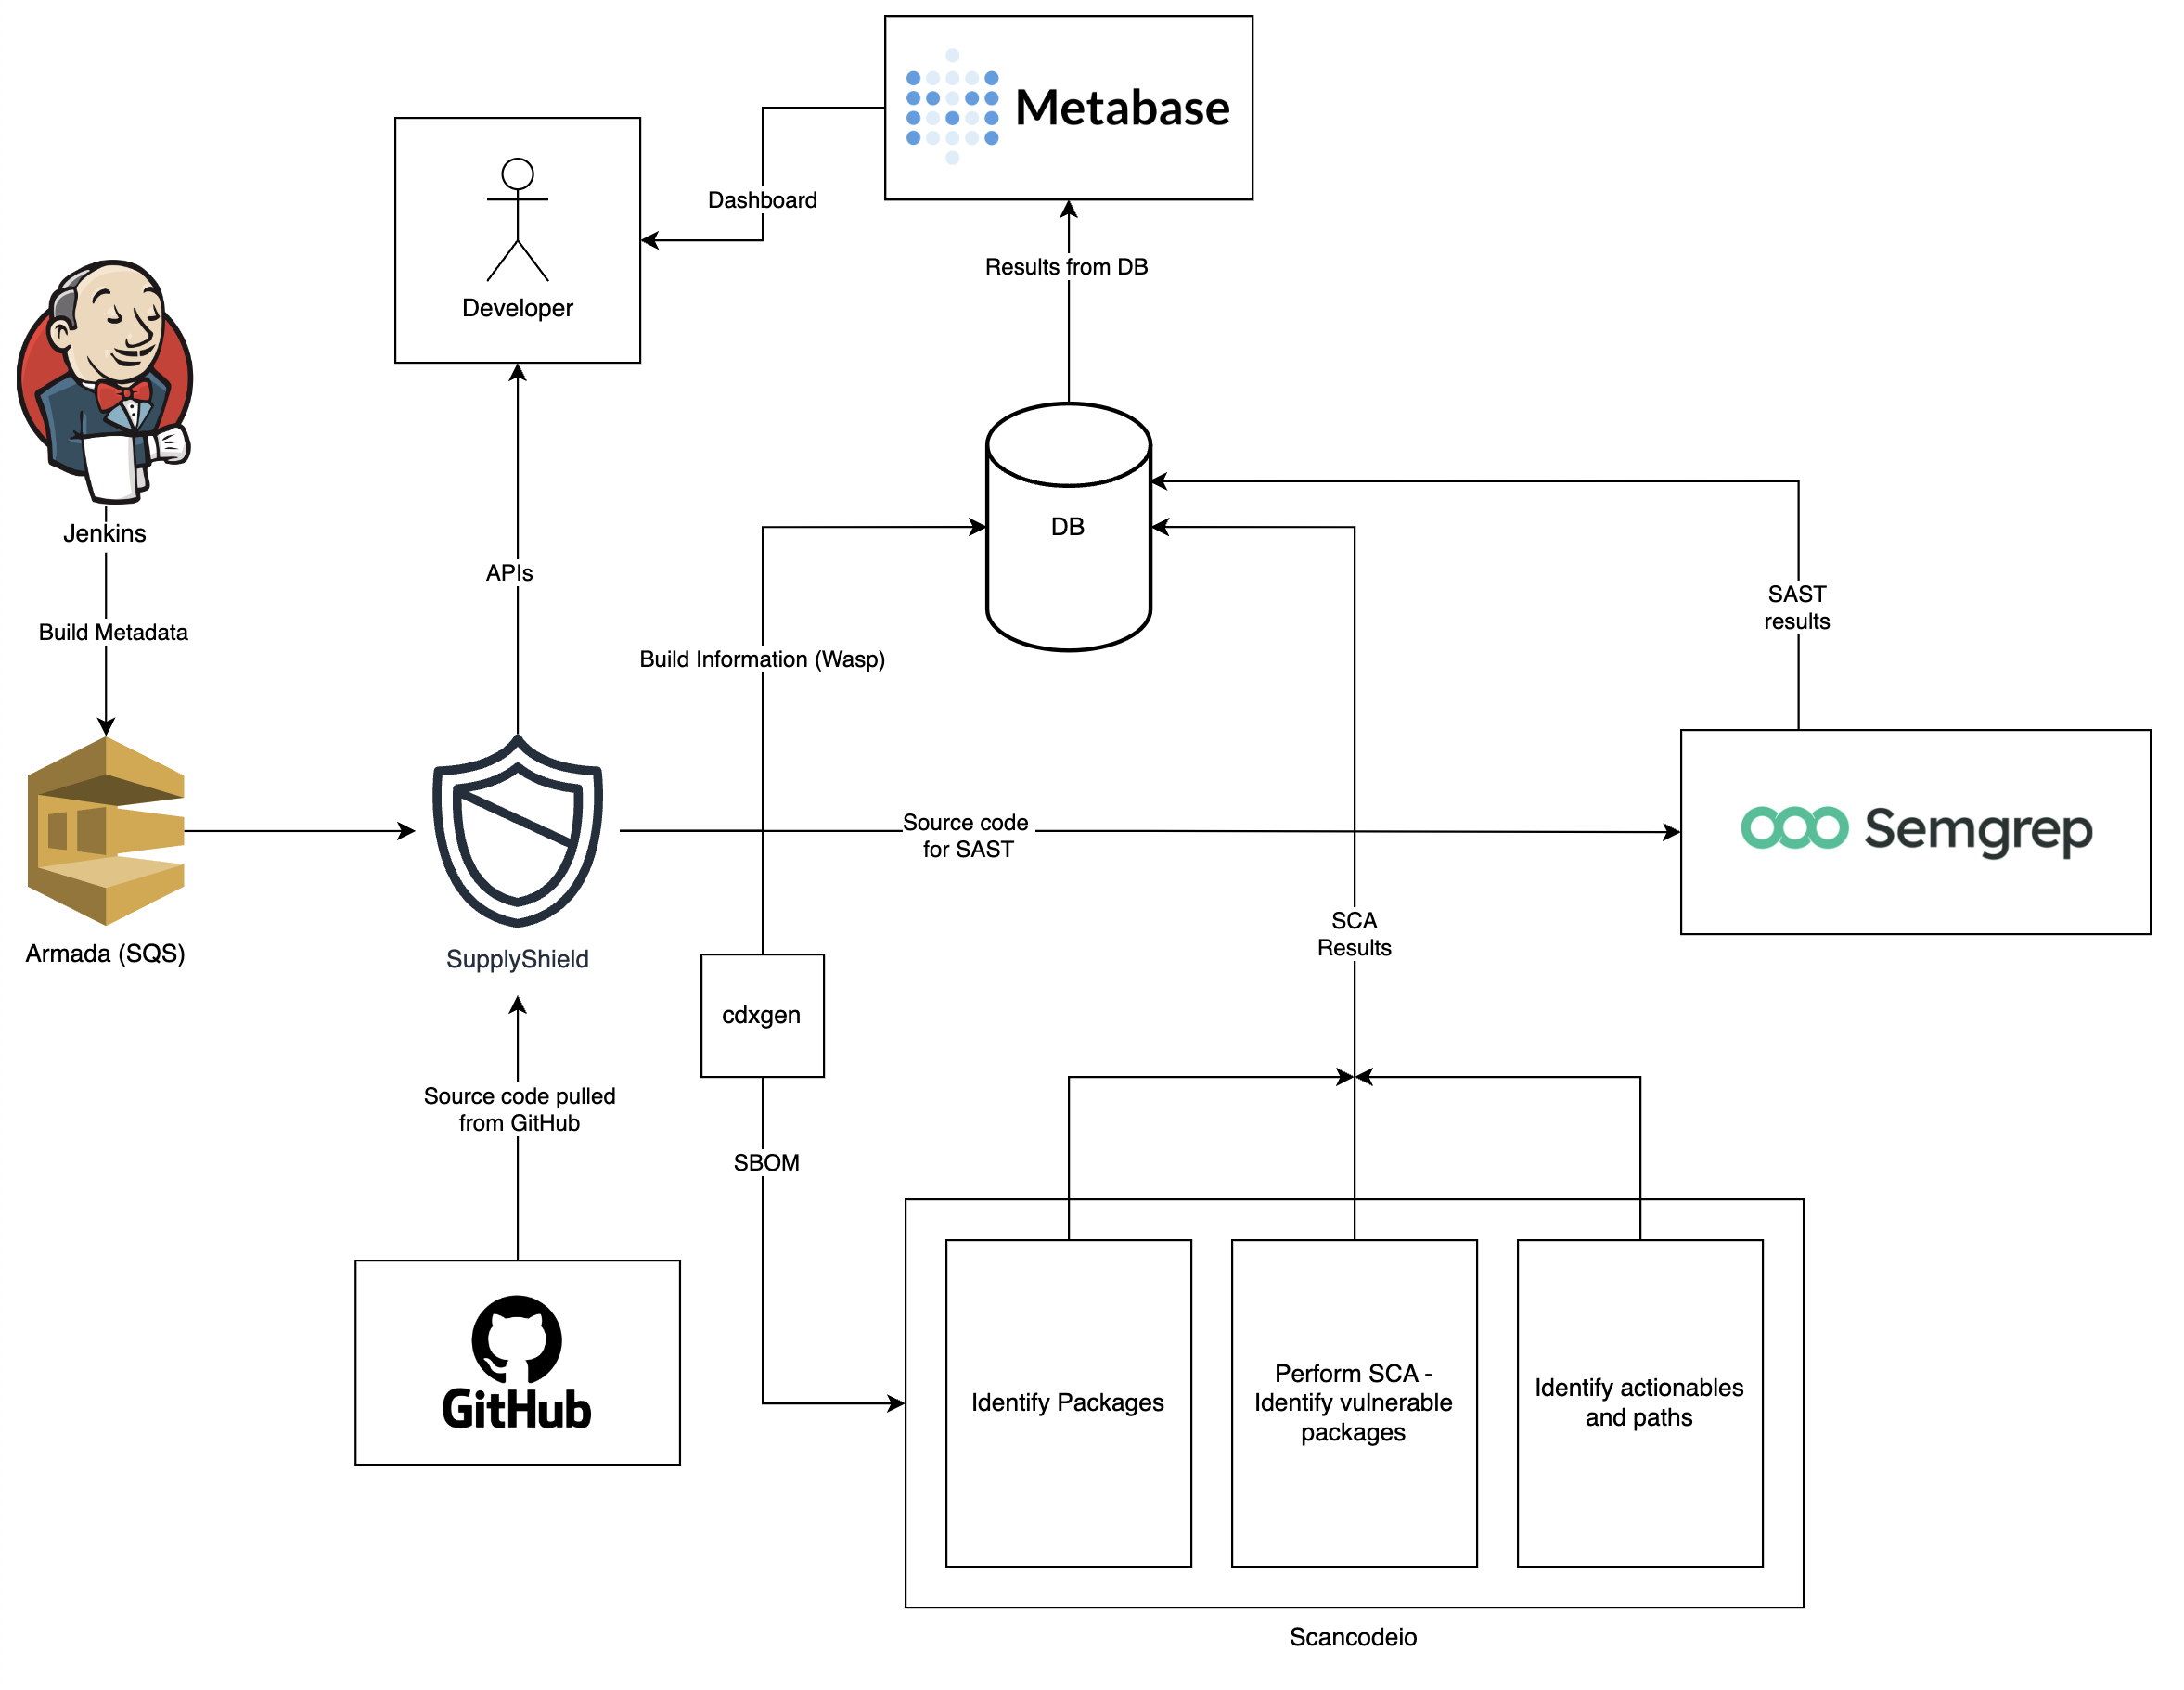 Metabase
Dashboard
Developer
Results from DB
Jenkins
DB
APIs
Build Metadata
SAST
results
Build Information (Wasp)
Source code
for SAST
Semgrep
SCA
Results
Armada (SQS)
SupplyShield
cdxgen
Source code pulled
from GitHub
SBOM
GitHub
Identify Packages
Perform SCA -
Identify vulnerable
packages
Identify actionables
and paths
Scancodeio